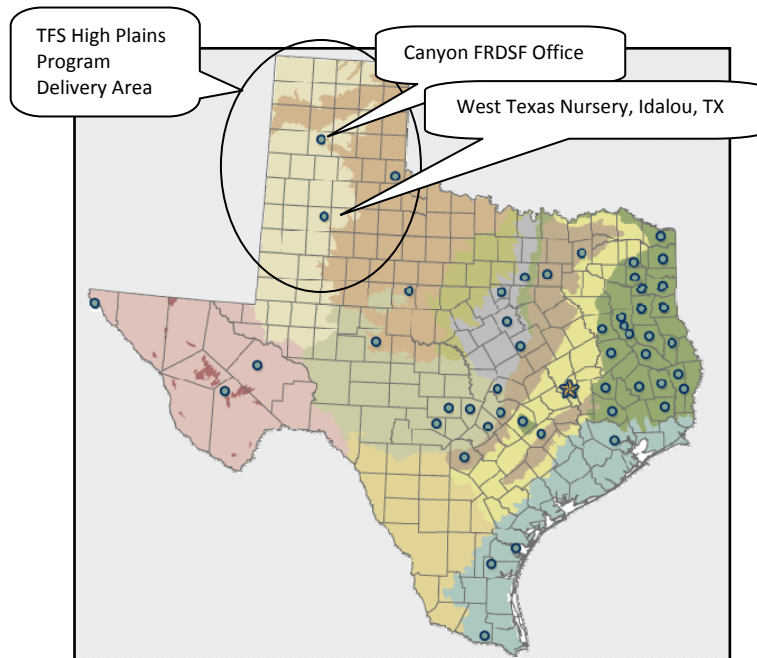 TFS High Plains
Program
Delivery Area
Canyon FRDSF Office
West Texas Nursery, Idalou, TX